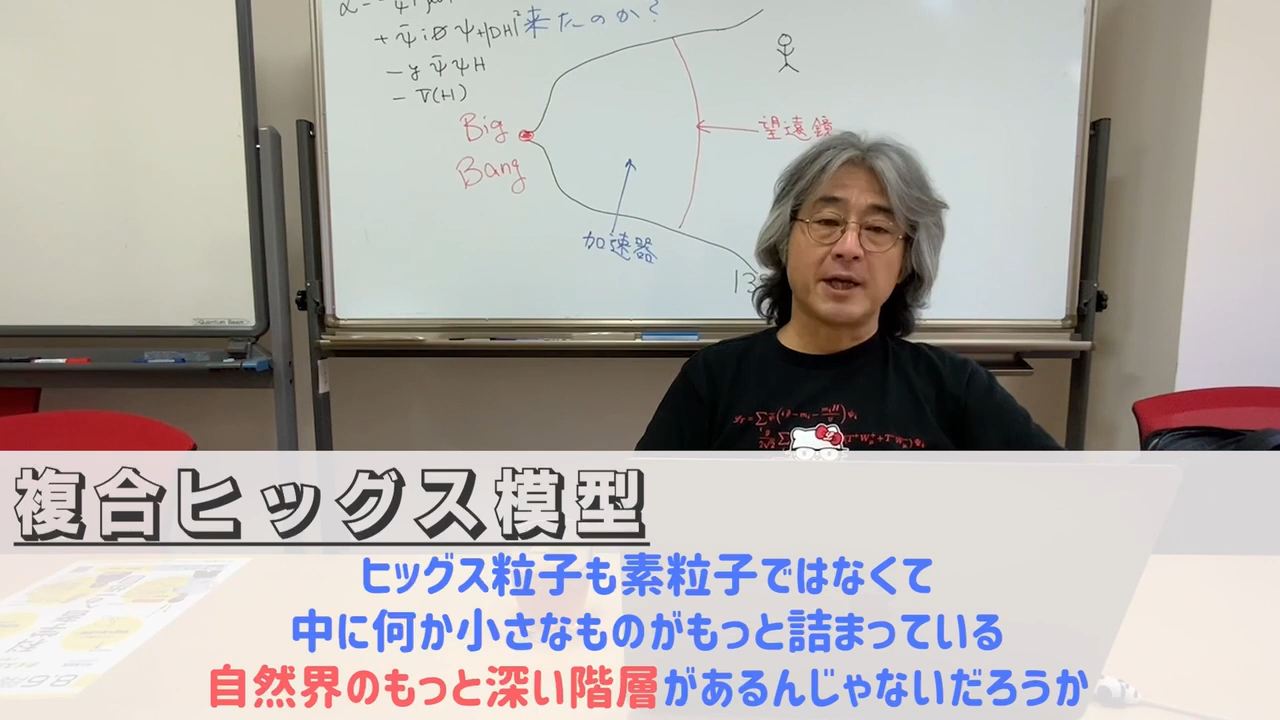 + ψ̄ i D̸ ψ + |DH|²
来たのか?
- y ψ̄ ψ H
- V(H)
Big
Bang
望遠鏡
加速器
13
Quantum Beam
複合ヒッグス模型
ヒッグス粒子も素粒子ではなくて
中に何か小さなものがもっと詰まっている
自然界のもっと深い階層があるんじゃないだろうか